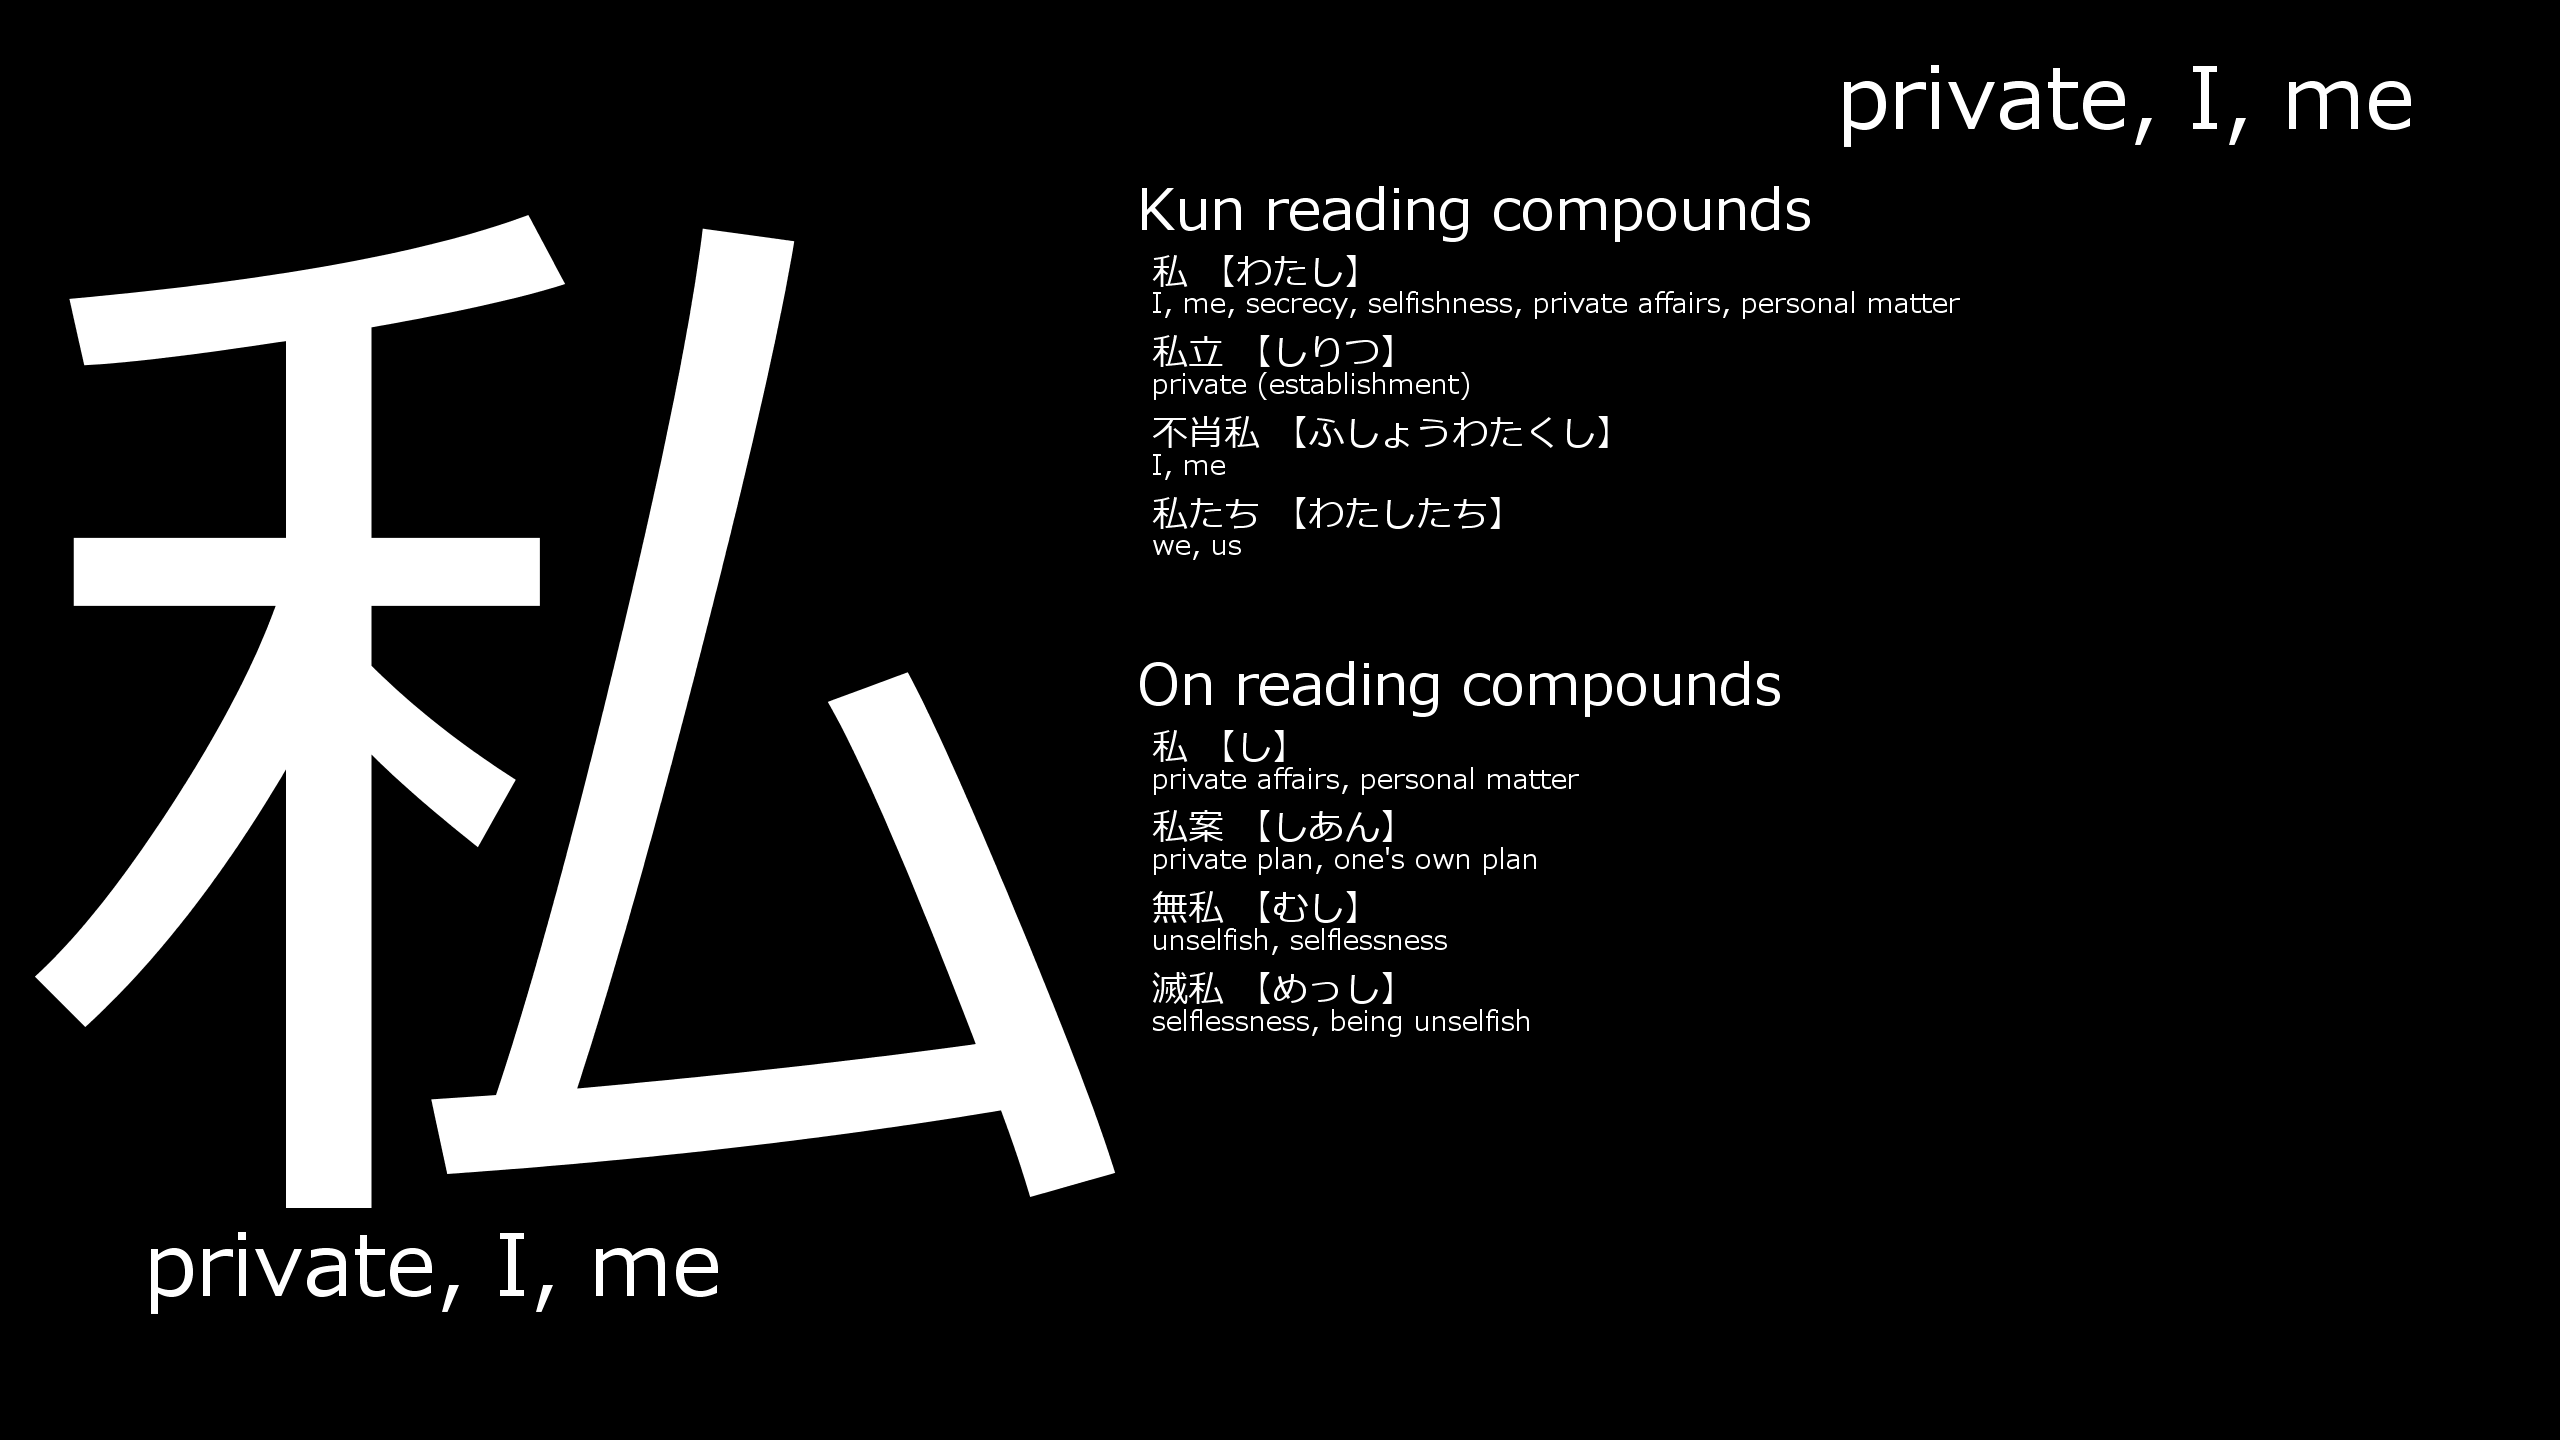 private, I, me
私
Kun reading compounds
私 【わたし】
I, me, secrecy, selfishness, private affairs, personal matter
私立 【しりつ】
private (establishment)
不肖私 【ふしょうわたくし】
I, me
私たち 【わたしたち】
we, us
On reading compounds
私 【し】
private affairs, personal matter
私案 【しあん】
private plan, one's own plan
無私 【むし】
unselfish, selflessness
滅私 【めっし】
selflessness, being unselfish
private, I, me